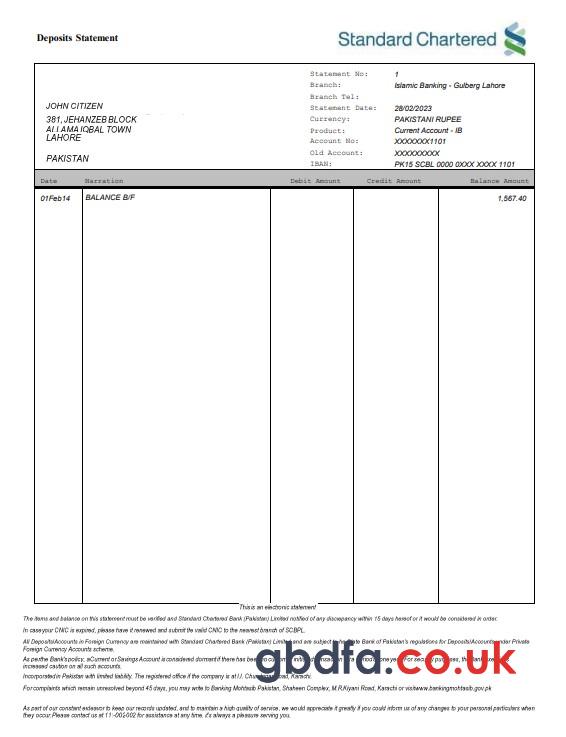 Deposits Statement
Standard Chartered
Statement No: 1
Branch: Islamic Banking - Gulberg Lahore
Branch Tel:
JOHN CITIZEN
Statement Date: 28/02/2023
381, JEHANZEB BLOCK
Currency: PAKISTANI RUPEE
ALLAMA IQBAL TOWN
Product: Current Account - IB
LAHORE
Account No: XXXXXXX1101
Old Account: XXXXXXXXX
PAKISTAN
IBAN: PK15 SCBL 0000 0XXX XXXX 1101
Date Narration Debit Amount Credit Amount Balance Amount
01Feb14 BALANCE B/F 1,567.40
This is an electronic statement
The items and balance on this statement must be verified and Standard Chartered Bank (Pakistan) Limited notified of any discrepancy within 15 days hereof or it would be considered in order.
In case your CNIC is expired, please have it renewed and submit the valid CNIC to the nearest branch of SCBPL.
All Deposits/Accounts in Foreign Currency are maintained with Standard Chartered Bank (Pakistan) Limited and are subject to the State Bank of Pakistan's regulations for Deposits/Accounts under Private
Foreign Currency Accounts scheme.
As per the Bank's policy, a Current or Savings Account is considered dormant if there has been no
increased caution on all such accounts.
gbdfa.co.uk
Incorporated in Pakistan with limited liability. The registered office if the company is at I.I. Road, Karachi.
For complaints which remain unresolved beyond 45 days, you may write to Banking Mohtasib Pakistan, Shaheen Complex, M.R.Kiyani Road, Karachi or visit www.bankingmohtasib.gov.pk
As part of our constant endeavor to keep our records updated, and to maintain a high quality of service, we would appreciate it greatly if you could inform us of any changes to your personal particulars when
they occur. Please contact us at 111-002-002 for assistance at any time, it's always a pleasure serving you.